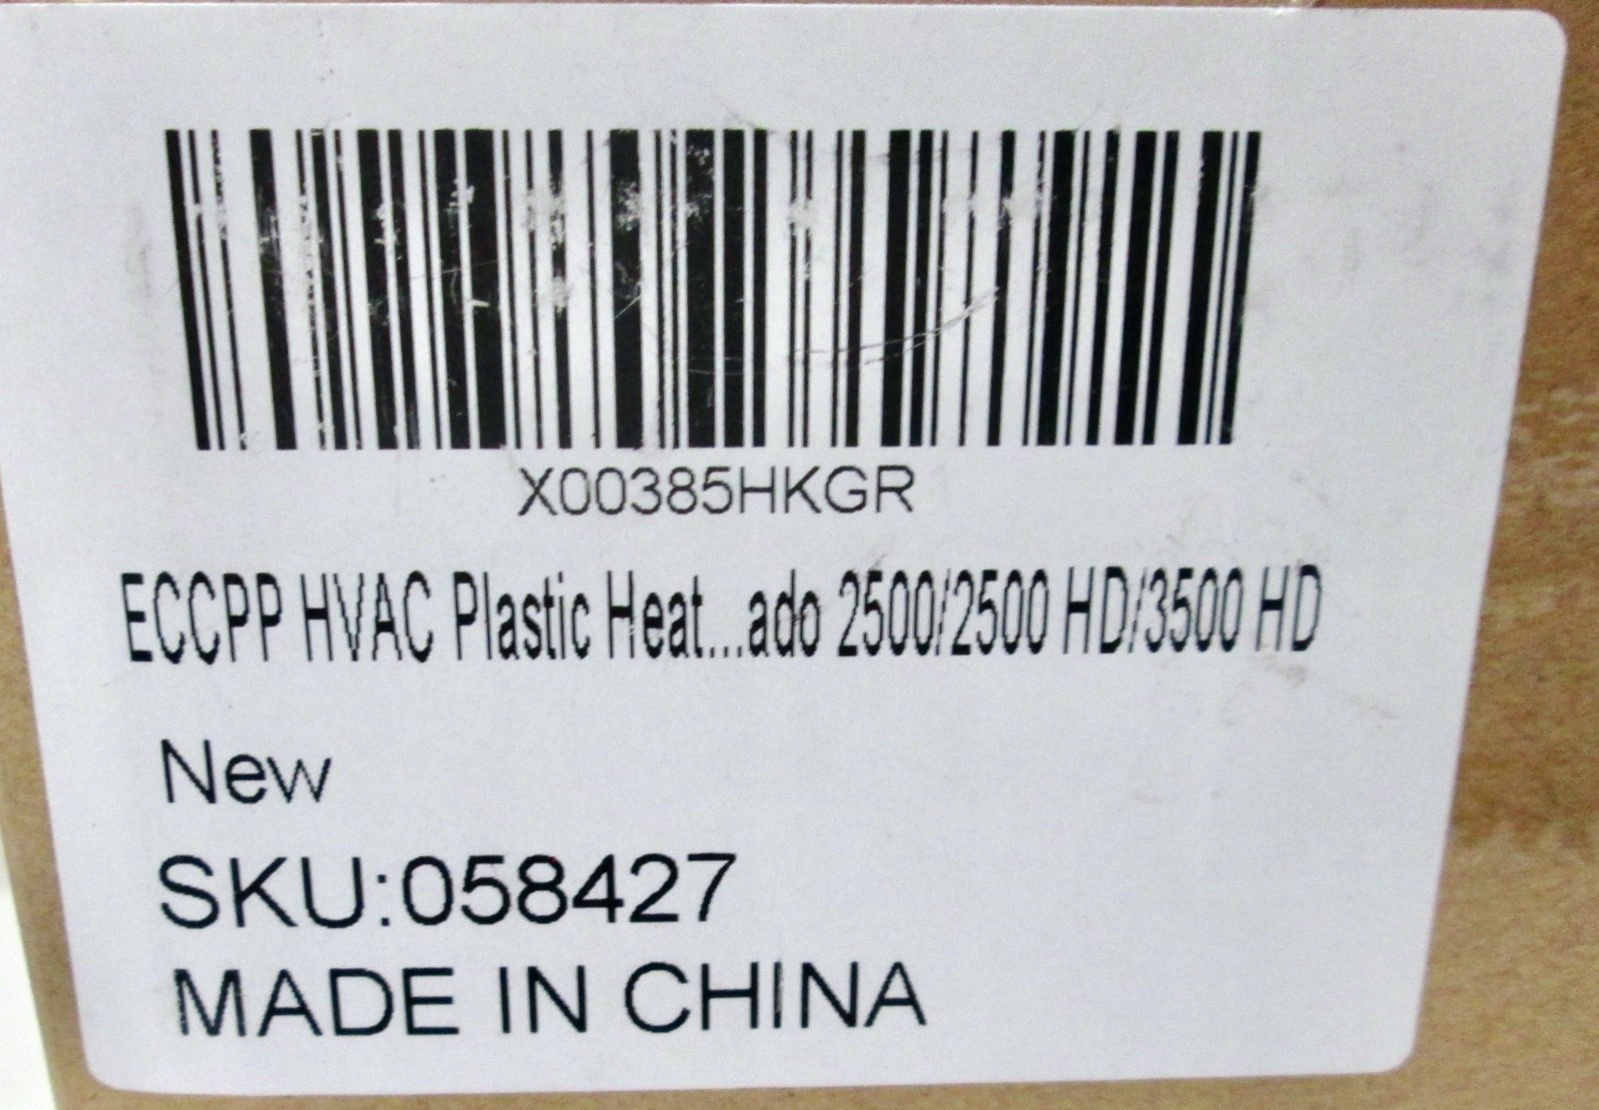 X00385HKGR
ECCPP HVAC Plastic Heat...ado 2500/2500 HD/3500 HD
New
SKU:058427
MADE IN CHINA